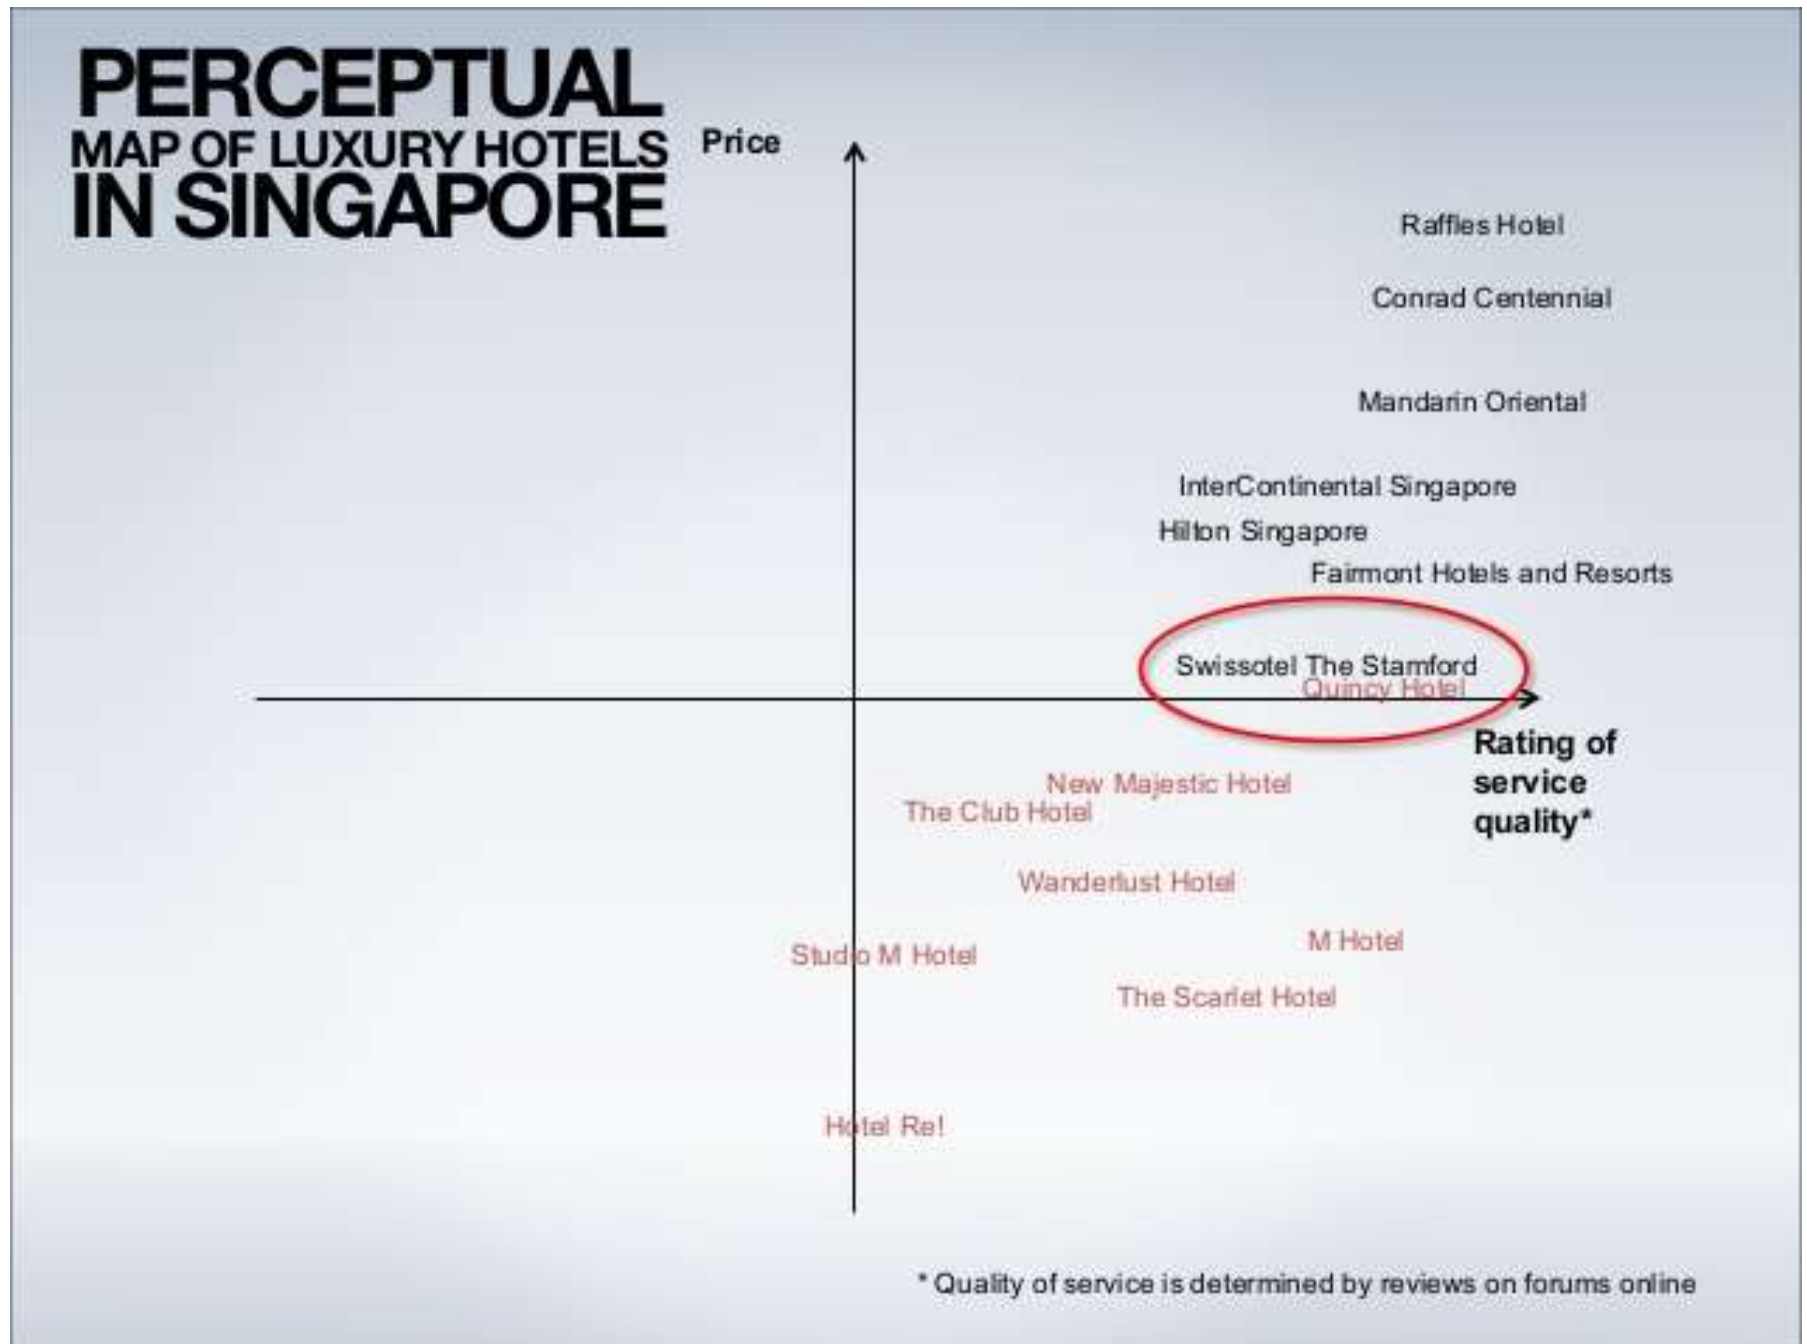 PERCEPTUAL
MAP OF LUXURY HOTELS
IN SINGAPORE
Price
Raffles Hotel
Conrad Centennial
Mandarin Oriental
InterContinental Singapore
Hilton Singapore
Fairmont Hotels and Resorts
Swissotel The Stamford
Quincy Hotel
Rating of
service
quality*
New Majestic Hotel
The Club Hotel
Wanderlust Hotel
M Hotel
Studio M Hotel
The Scarlet Hotel
Hotel Re!
* Quality of service is determined by reviews on forums online